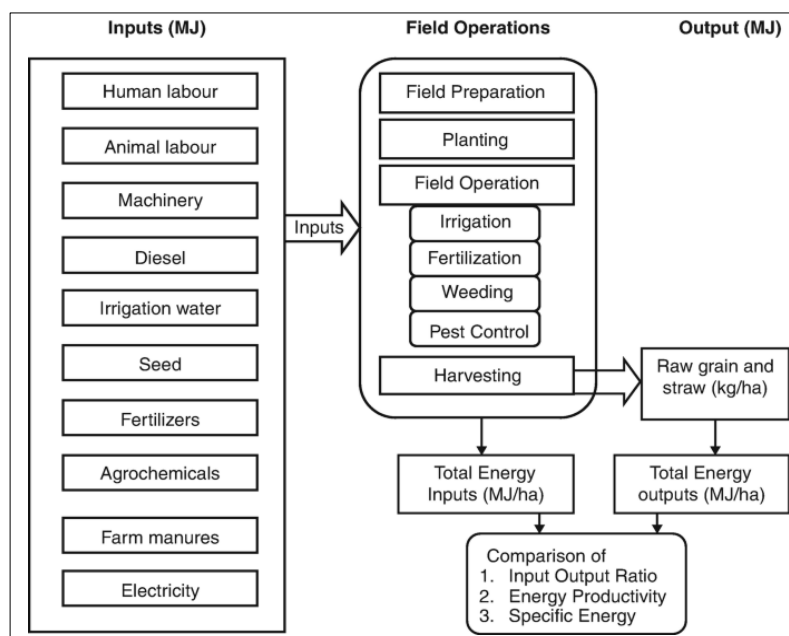 Inputs (MJ)
Field Operations
Output (MJ)
Human labour
Animal labour
Machinery
Diesel
Irrigation water
Seed
Fertilizers
Agrochemicals
Farm manures
Electricity
Inputs
Field Preparation
Planting
Field Operation
Irrigation
Fertilization
Weeding
Pest Control
Harvesting
Raw grain and
straw (kg/ha)
Total Energy
Inputs (MJ/ha)
Total Energy
outputs (MJ/ha)
Comparison of
1. Input Output Ratio
2. Energy Productivity
3. Specific Energy